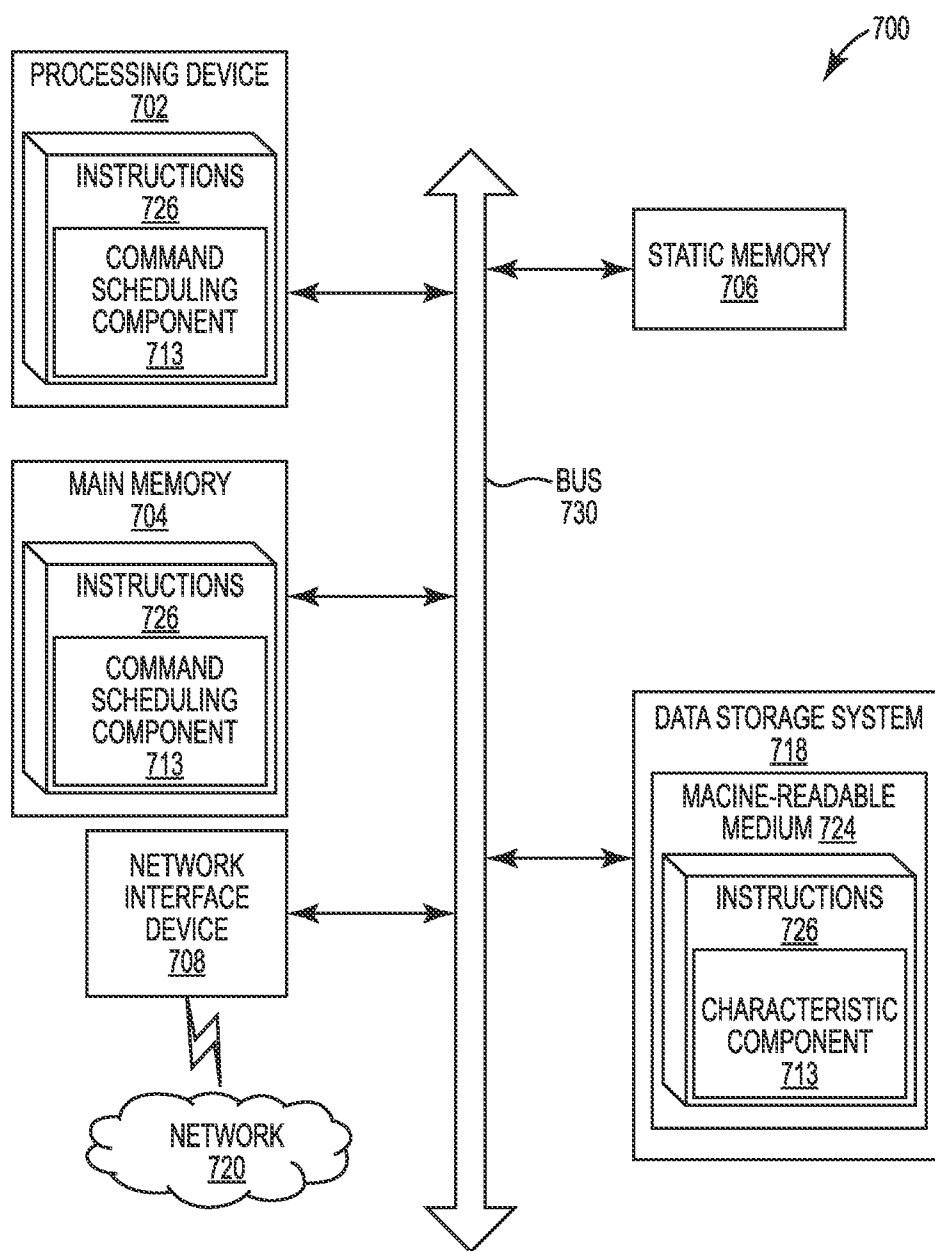 700
PROCESSING DEVICE
702
INSTRUCTIONS
726
COMMAND
SCHEDULING
COMPONENT
713
STATIC MEMORY
706
MAIN MEMORY
704
INSTRUCTIONS
726
COMMAND
SCHEDULING
COMPONENT
713
BUS
730
NETWORK
INTERFACE
DEVICE
708
DATA STORAGE SYSTEM
718
MACINE-READABLE
MEDIUM 724
INSTRUCTIONS
726
CHARACTERISTIC
COMPONENT
713
NETWORK
720